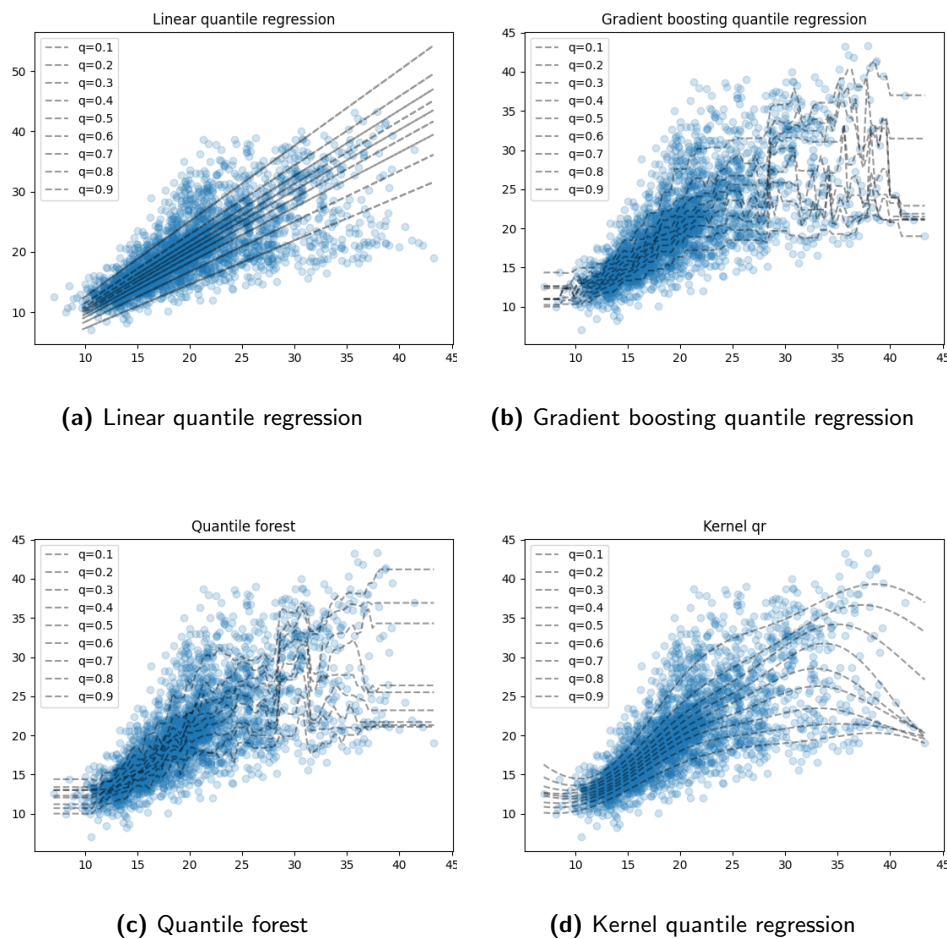 Linear quantile regression
q=0.1
q=0.2
q=0.3
q=0.4
q=0.5
q=0.6
q=0.7
q=0.8
q=0.9
50
40
30
20
10
10 15 20 25 30 35 40 45
(a) Linear quantile regression
Gradient boosting quantile regression
q=0.1
q=0.2
q=0.3
q=0.4
q=0.5
q=0.6
q=0.7
q=0.8
q=0.9
45
40
35
30
25
20
15
10
10 15 20 25 30 35 40 45
(b) Gradient boosting quantile regression
Quantile forest
q=0.1
q=0.2
q=0.3
q=0.4
q=0.5
q=0.6
q=0.7
q=0.8
q=0.9
45
40
35
30
25
20
15
10
10 15 20 25 30 35 40 45
(c) Quantile forest
Kernel qr
q=0.1
q=0.2
q=0.3
q=0.4
q=0.5
q=0.6
q=0.7
q=0.8
q=0.9
45
40
35
30
25
20
15
10
10 15 20 25 30 35 40 45
(d) Kernel quantile regression